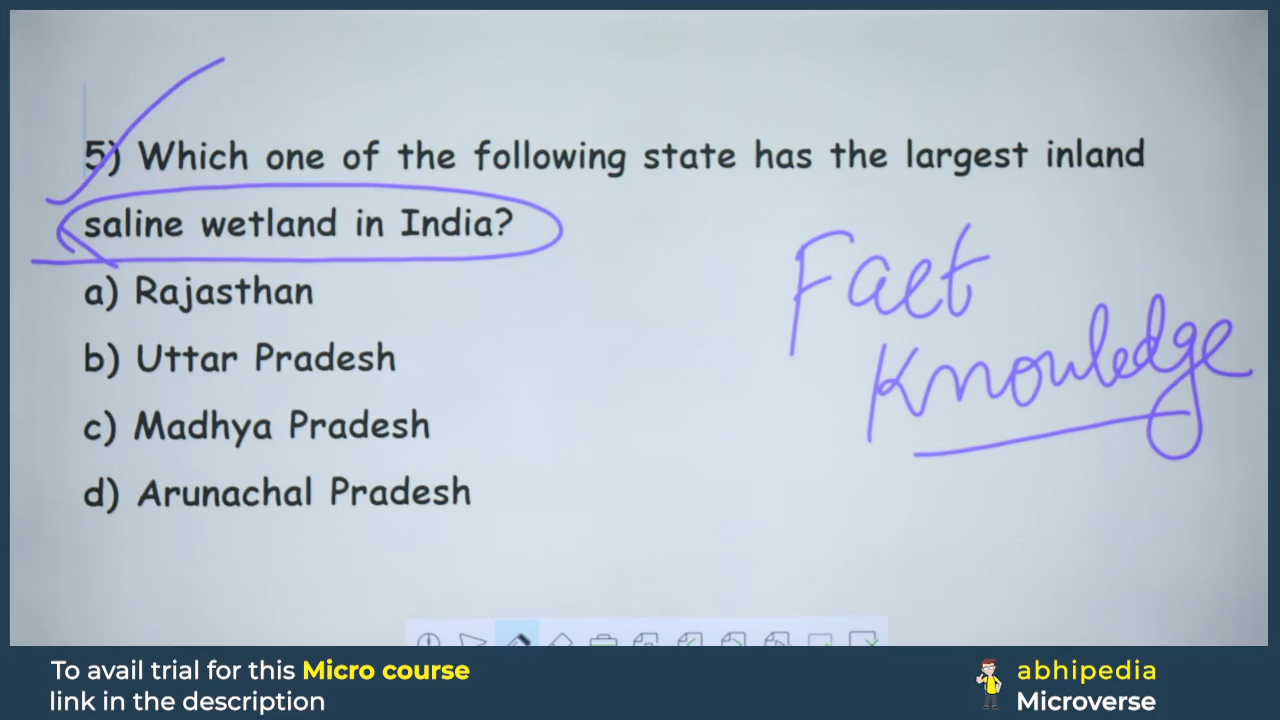 5) Which one of the following state has the largest inland
saline wetland in India?
a) Rajasthan
b) Uttar Pradesh
c) Madhya Pradesh
d) Arunachal Pradesh
Fact
Knowledge
To avail trial for this Micro course
link in the description
abhipedia
Microverse